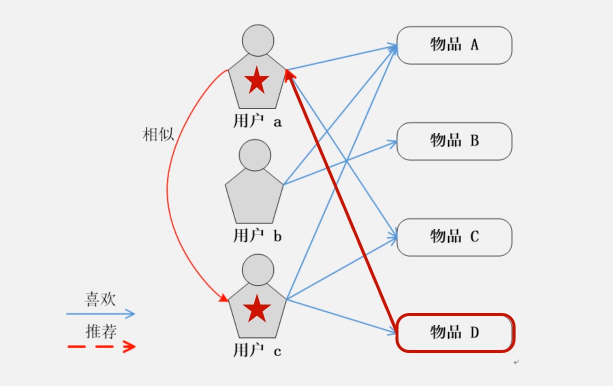 物品 A
用户 a
相似
物品 B
用户 b
物品 C
喜欢
推荐
物品 D
用户 c